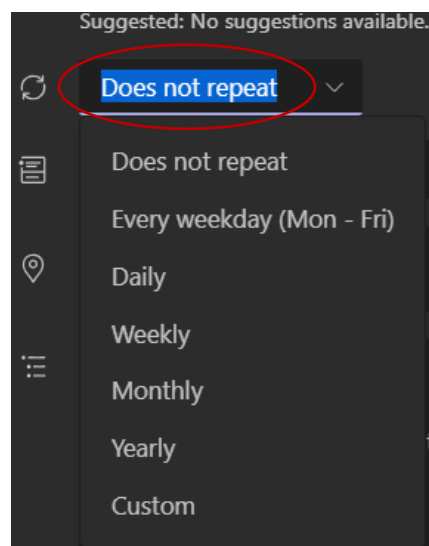 Suggested: No suggestions available.
Does not repeat
Does not repeat
Every weekday (Mon - Fri)
Daily
Weekly
Monthly
Yearly
Custom